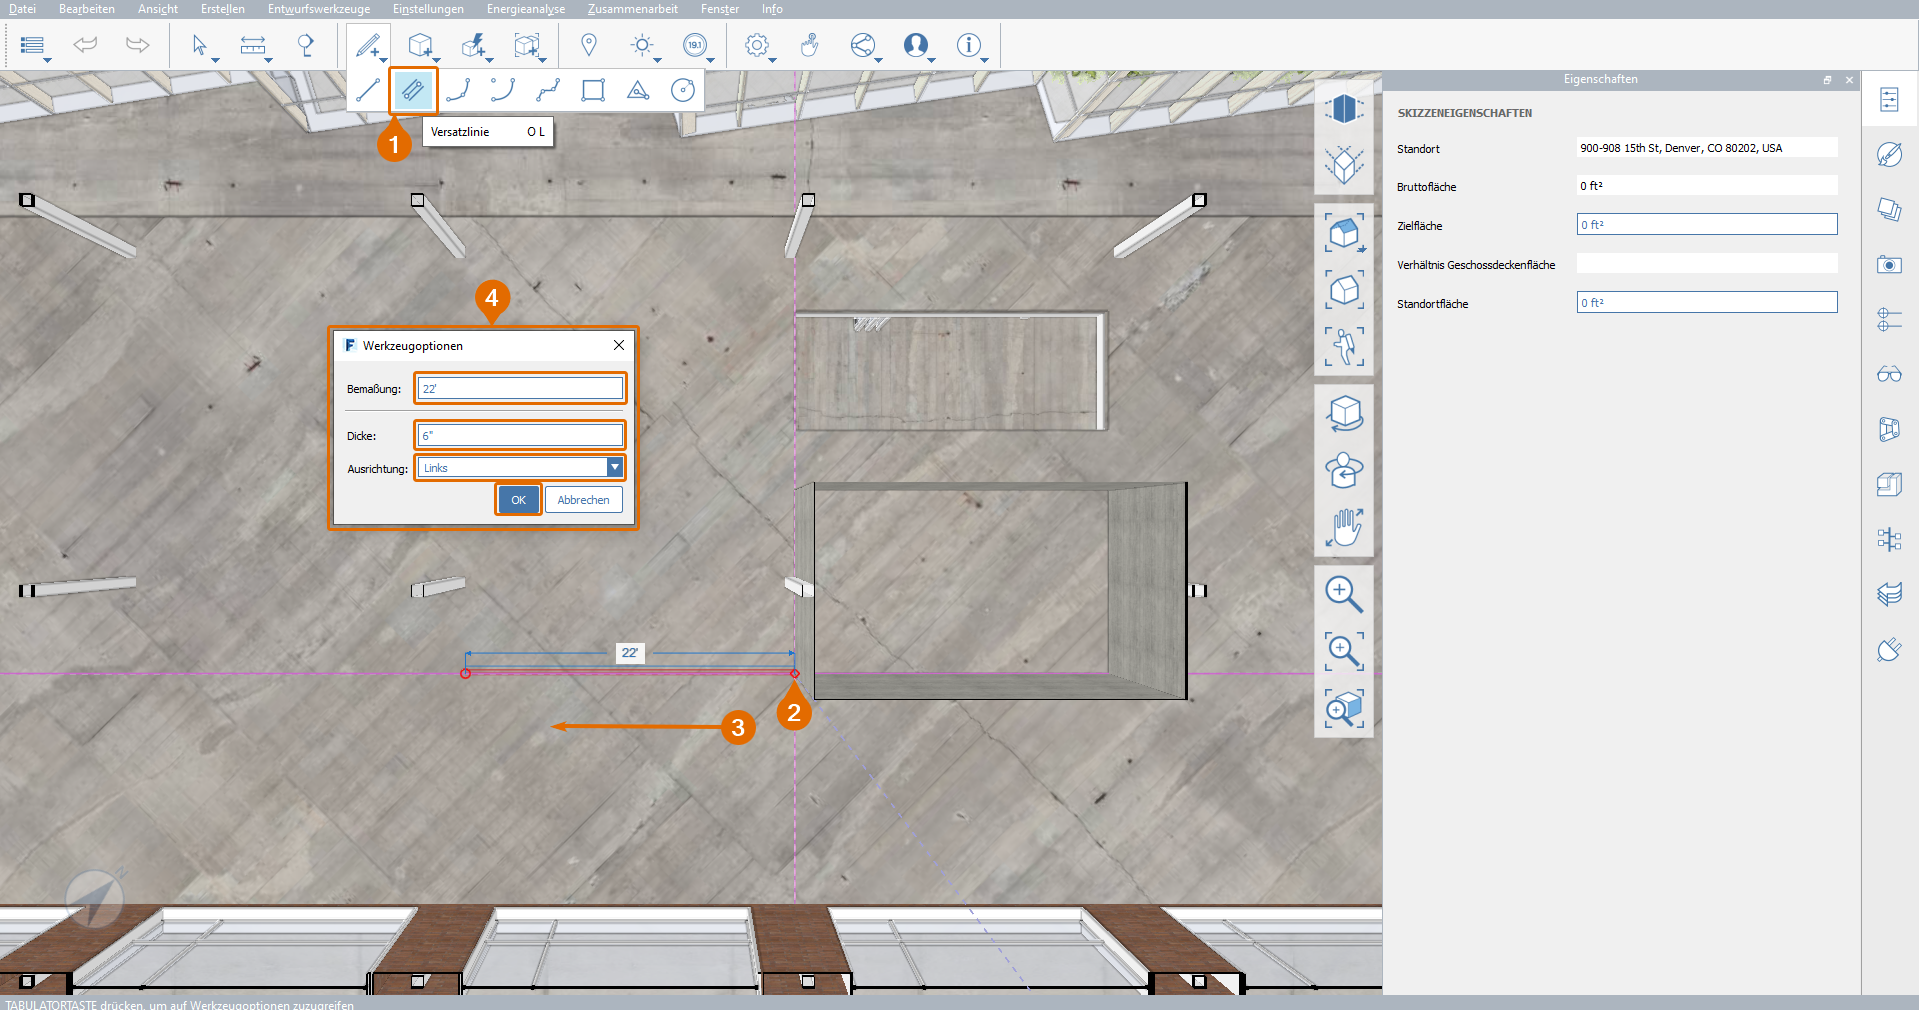 Datei Bearbeiten Ansicht Erstellen Entwurfswerkzeuge Einstellungen Energieanalyse Zusammenarbeit Fenster Info
19.1
Versatzlinie O L
1
Eigenschaften
SKIZZENEIGENSCHAFTEN
Standort 900-908 15th St, Denver, CO 80202, USA
Bruttofläche 0 ft²
Zielfläche 0 ft²
Verhältnis Geschossdeckenfläche
Standortfläche 0 ft²
4
Werkzeugoptionen
Bemaßung: 22'
Dicke: 6"
Ausrichtung: Links
OK Abbrechen
22'
2
3
Z
TABULATORTASTE drücken, um auf Werkzeugoptionen zuzugreifen